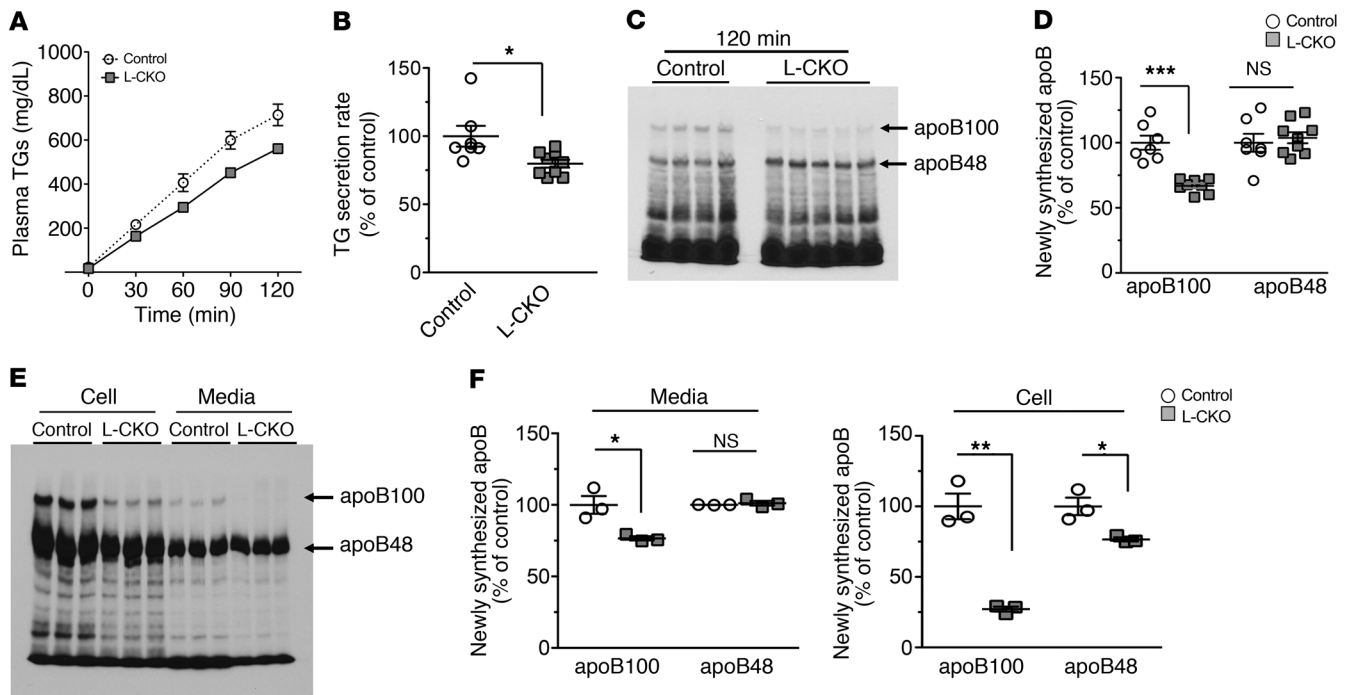 A
Plasma TGs (mg/dL)
1000
800
600
400
200
0 30 60 90 120
Time (min)
Control
L-CKO
B
*
TG secretion rate
(% of control)
150
100
50
0
Control
L-CKO
C
120 min
Control L-CKO
apoB100
apoB48
D
Control
L-CKO
*** NS
Newly synthesized apoB
(% of control)
150
100
50
0
apoB100 apoB48
E
Cell Media
Control L-CKO Control L-CKO
apoB100
apoB48
F
Media
* NS
Newly synthesized apoB
(% of control)
150
100
50
0
apoB100 apoB48
Cell
Control
L-CKO
** *
Newly synthesized apoB
(% of control)
150
100
50
0
apoB100 apoB48